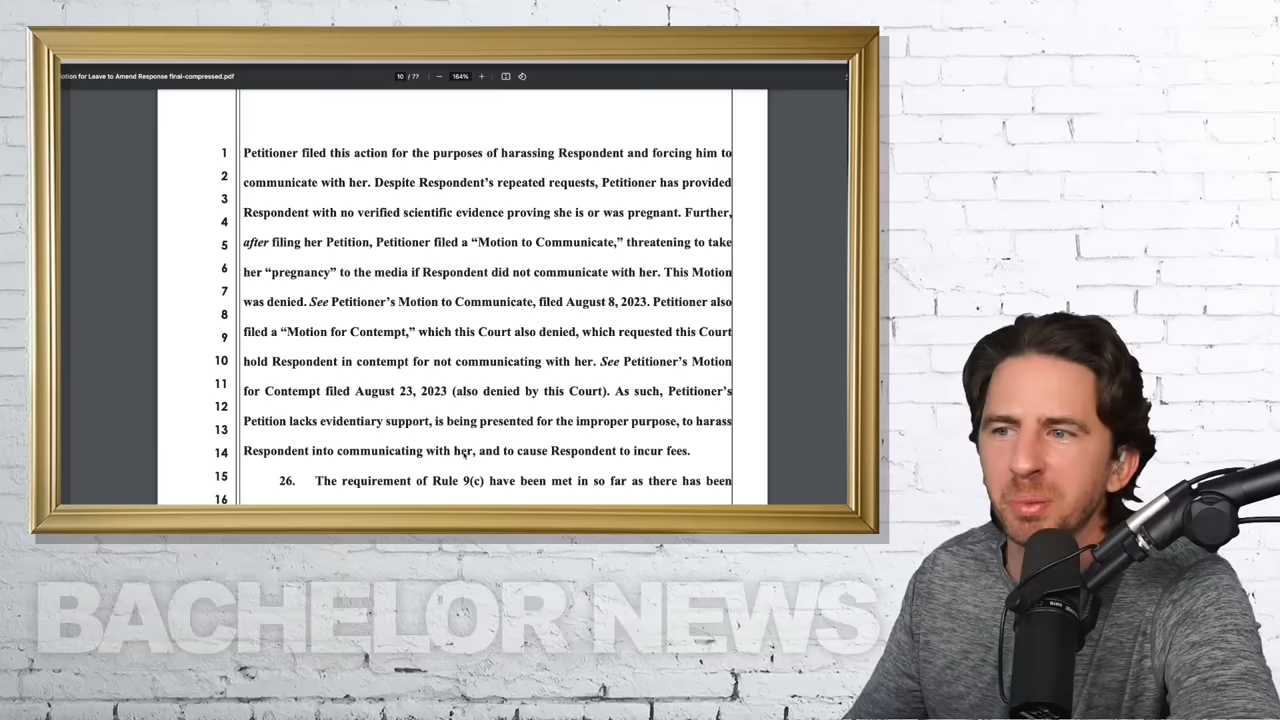 otion for Leave to Amend Response final-compressed.pdf
10 / 77
164%
1 Petitioner filed this action for the purposes of harassing Respondent and forcing him to
2 communicate with her. Despite Respondent's repeated requests, Petitioner has provided
3 Respondent with no verified scientific evidence proving she is or was pregnant. Further,
4 after filing her Petition, Petitioner filed a “Motion to Communicate,” threatening to take
5 her “pregnancy” to the media if Respondent did not communicate with her. This Motion
6 was denied. See Petitioner's Motion to Communicate, filed August 8, 2023. Petitioner also
7 filed a “Motion for Contempt,” which this Court also denied, which requested this Court
8 hold Respondent in contempt for not communicating with her. See Petitioner's Motion
9 for Contempt filed August 23, 2023 (also denied by this Court). As such, Petitioner's
10 Petition lacks evidentiary support, is being presented for the improper purpose, to harass
11 Respondent into communicating with her, and to cause Respondent to incur fees.
12 26. The requirement of Rule 9(c) have been met in so far as there has been
13
14
15
16
BACHELOR NEWS